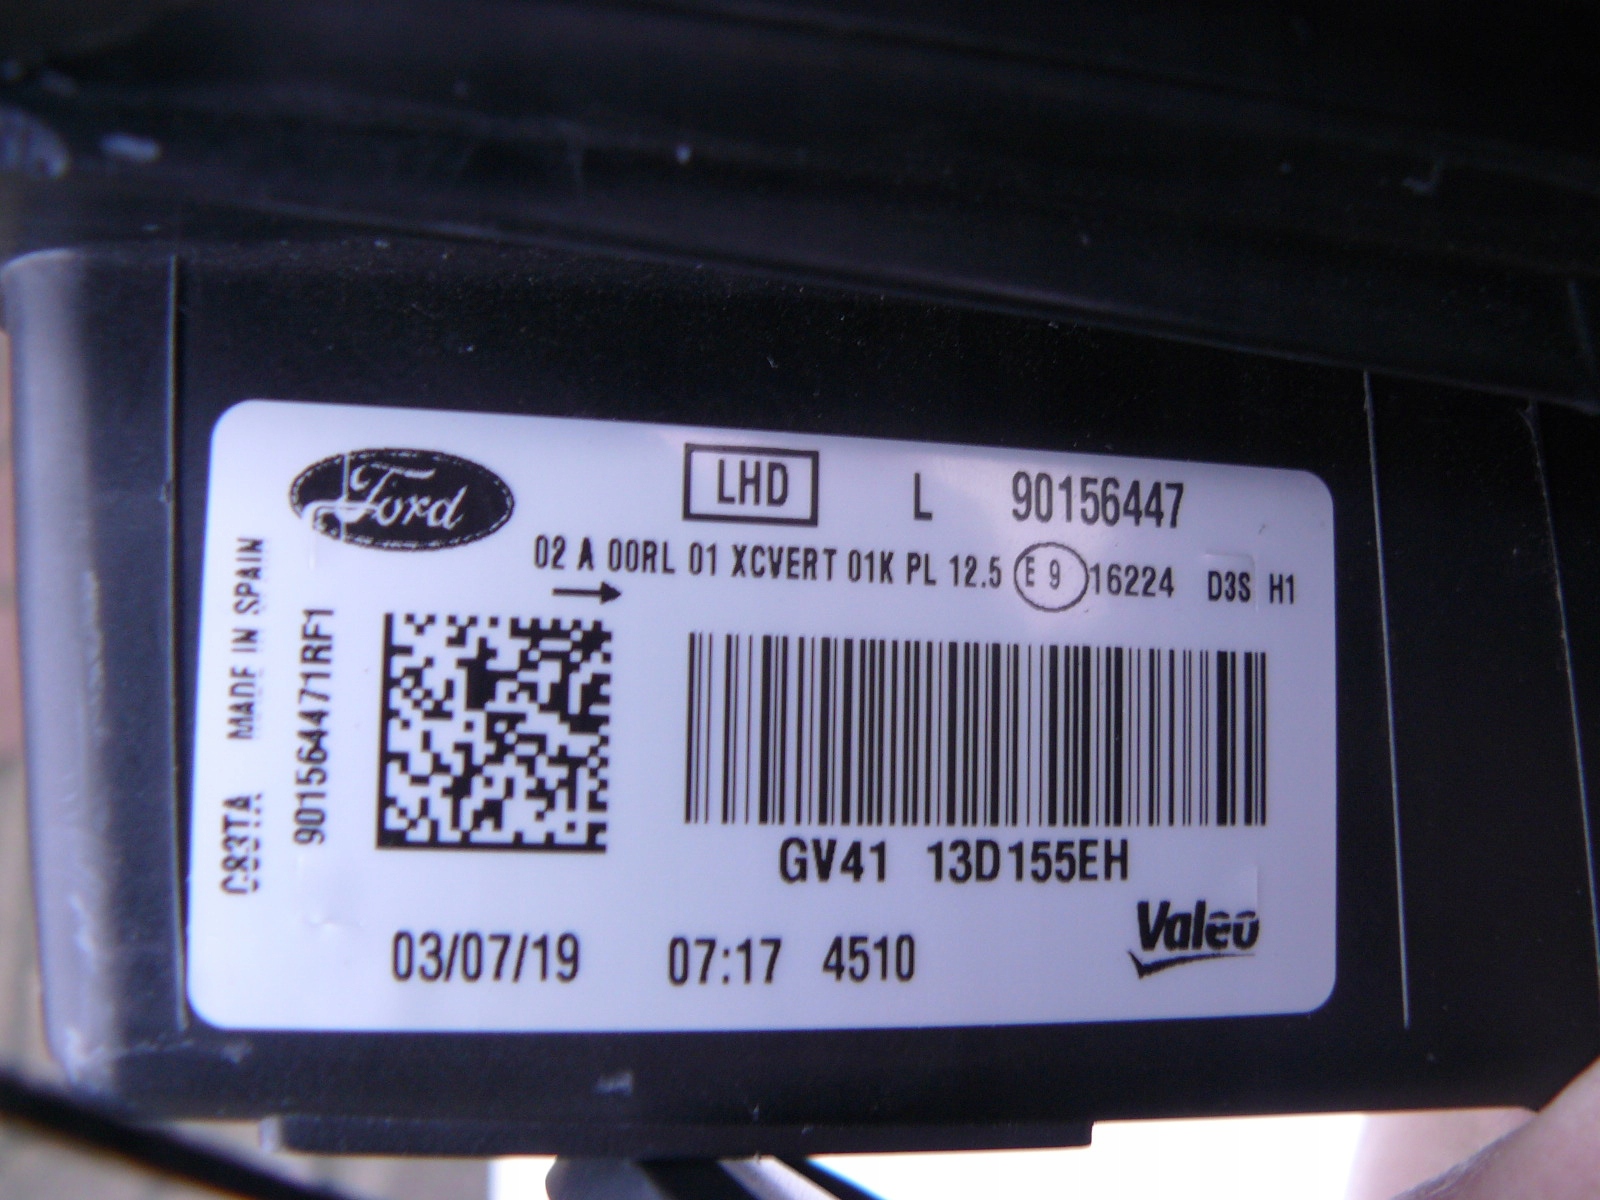 Ford
LHD L 90156447
02 A 00RL 01 XCVERT 01K PL 12.5 E 9 16224 D3S H1
C83TA MADE IN SPAIN
901564471RF1
GV41 13D155EH
Valeo
03/07/19 07:17 4510